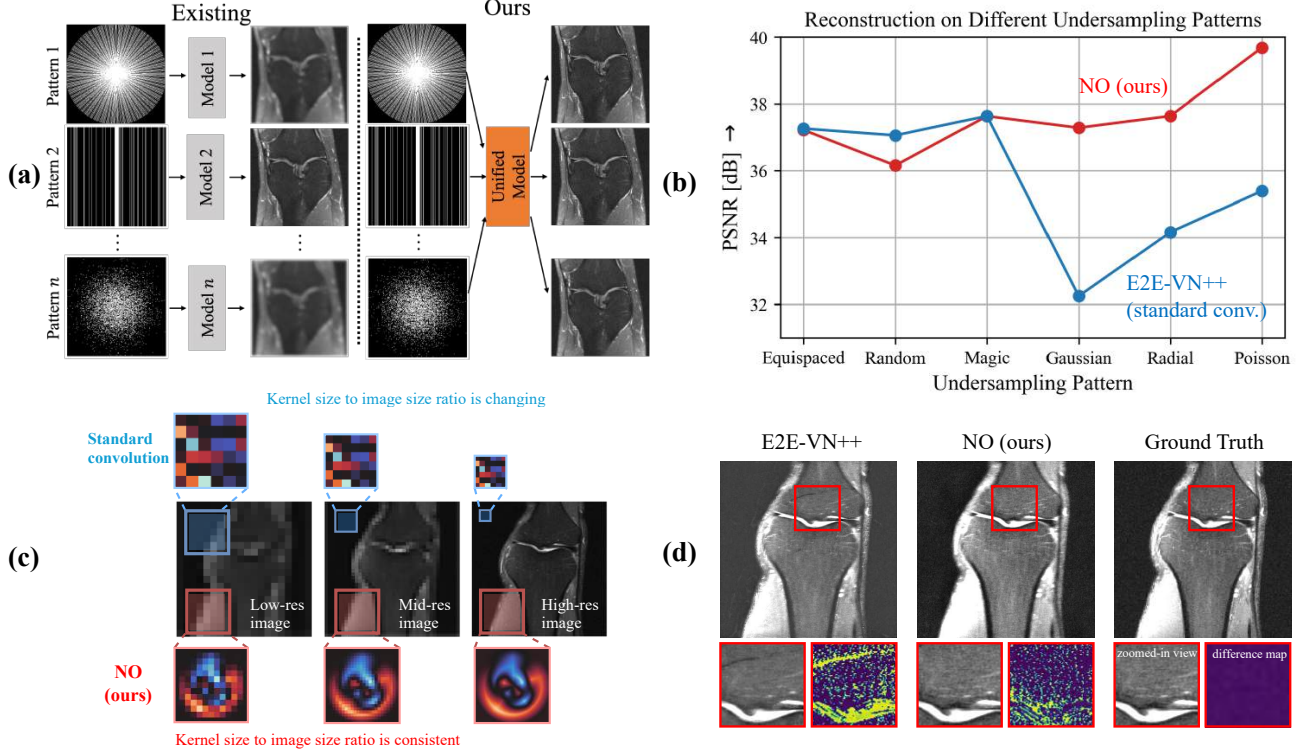 (a)
Existing
Ours
Pattern 1
Model 1
Pattern 2
Model 2
Pattern n
Model n
Unified
Model
(b)
Reconstruction on Different Undersampling Patterns
40
38
36
34
32
PSNR [dB] →
NO (ours)
E2E-VN++
(standard conv.)
Equispaced
Random
Magic
Gaussian
Radial
Poisson
Undersampling Pattern
(c)
Kernel size to image size ratio is changing
Standard
convolution
Low-res
image
Mid-res
image
High-res
image
NO
(ours)
Kernel size to image size ratio is consistent
(d)
E2E-VN++
NO (ours)
Ground Truth
zoomed-in view
difference map